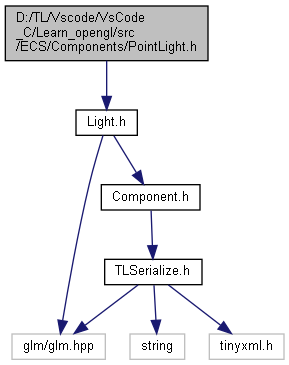 D:/TL/Vscode/VsCode
_C/Learn_opengl/src
/ECS/Components/PointLight.h
Light.h
Component.h
TLSerialize.h
glm/glm.hpp
string
tinyxml.h